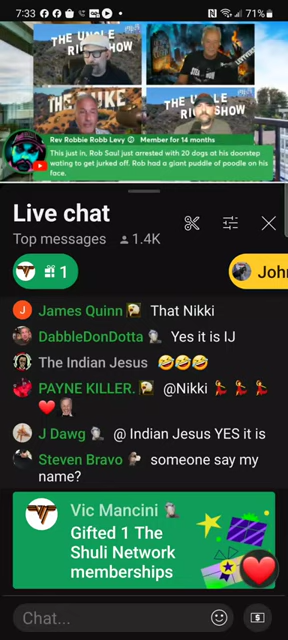 7:33
71%
THE UNCLE
RICO SHOW
THE UNCLE
RICO SHOW
Rev Robbie Robb Levy Member for 14 months
This just in, Rob Saul just arrested with 20 dogs at his doorstep
wating to get jurked off. Rob had a giant puddle of poodle on his
face.
Live chat
Top messages 1.4K
1
John
J James Quinn That Nikki
DabbleDonDotta Yes it is IJ
The Indian Jesus 🤣🤣🤣
PAYNE KILLER. @Nikki 💃💃💃
❤️
J Dawg @ Indian Jesus YES it is
Steven Bravo someone say my
name?
Vic Mancini
Gifted 1 The
Shuli Network
memberships
Chat...